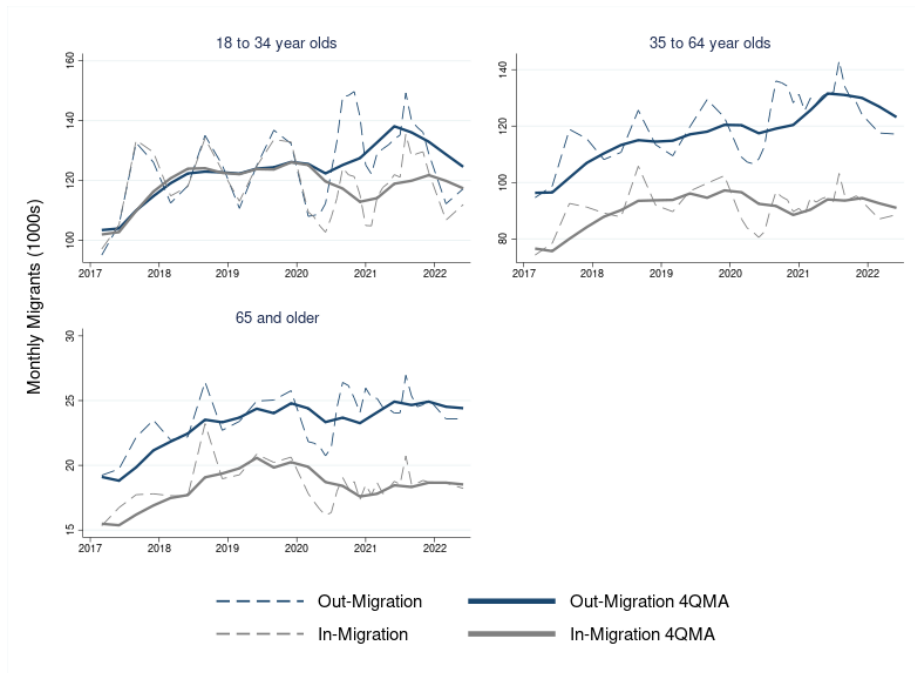 Monthly Migrants (1000s)
18 to 34 year olds
160
140
120
100
2017 2018 2019 2020 2021 2022
35 to 64 year olds
140
120
100
80
2017 2018 2019 2020 2021 2022
65 and older
30
25
20
15
2017 2018 2019 2020 2021 2022
Out-Migration Out-Migration 4QMA
In-Migration In-Migration 4QMA